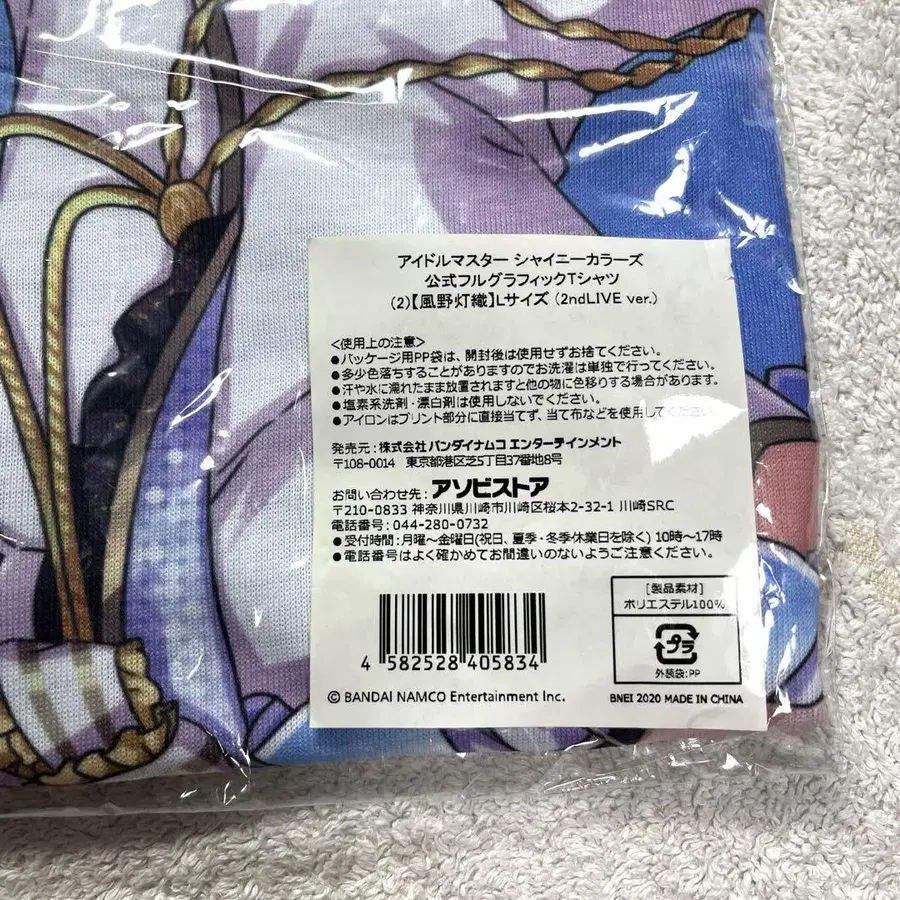 アイドルマスター シャイニーカラーズ
公式フルグラフィックTシャツ
(2)【風野灯織】Lサイズ (2ndLIVE ver.)
<使用上の注意>
●パッケージ用PP袋は、開封後は使用せずお捨てください。
●多少色落ちすることがありますのでお洗濯は単独で行ってください。
●汗や水に濡れたまま放置されますと他の物に色移りする場合があります。
●塩素系洗剤・漂白剤は使用しないでください。
●アイロンはプリント部分に直接当てず、当て布などを使用してください。
発売元:株式会社バンダイナムコ エンターテインメント
〒108-0014 東京都港区芝5丁目37番地8号
お問い合わせ先:アソビストア
〒210-0833 神奈川県川崎市川崎区桜本2-32-1 川崎SRC
電話番号:044-280-0732
●受付時間:月曜~金曜日(祝日、夏季・冬季休業日を除く) 10時~17時
●電話番号はよく確かめてお間違いのないようご注意ください。
[製品素材]
ポリエステル100%
プラ
外装袋:PP
4 582528 405834
© BANDAI NAMCO Entertainment Inc.
BNEI 2020 MADE IN CHINA